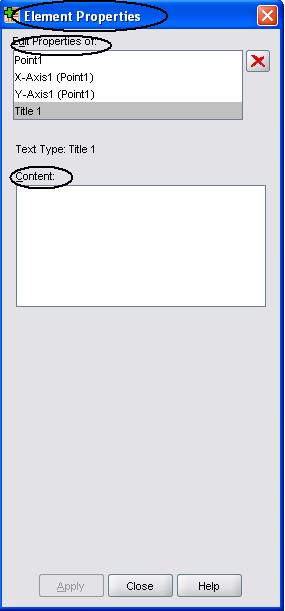 Element Properties
Edit Properties of:
Point1
X-Axis1 (Point1)
Y-Axis1 (Point1)
Title 1
Text Type: Title 1
Content:
Apply Close Help